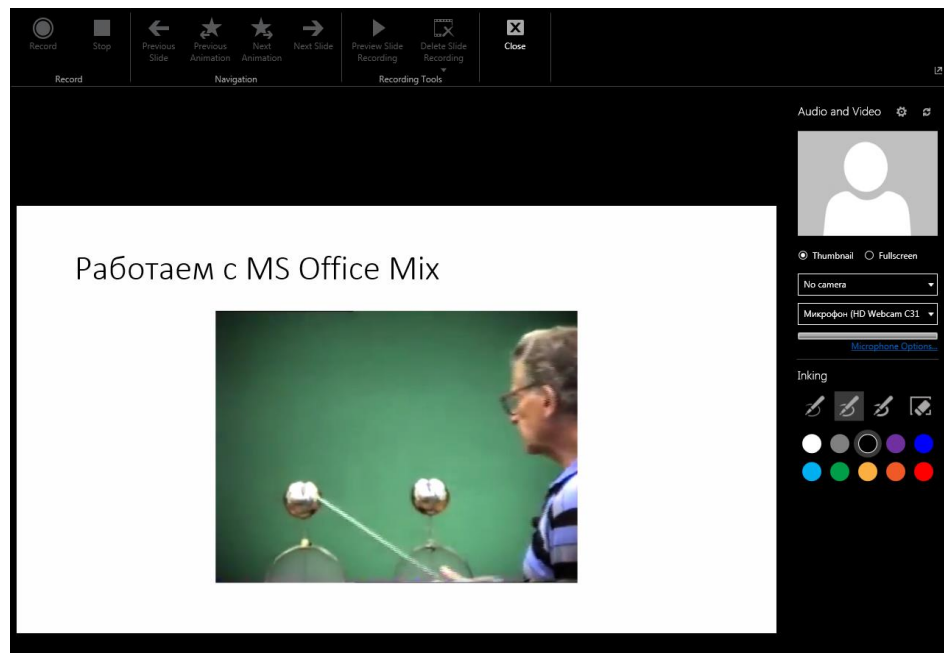 Record
Stop
Previous
Slide
Previous
Animation
Next
Animation
Next Slide
Preview Slide
Recording
Delete Slide
Recording
Close
Record
Navigation
Recording Tools
Audio and Video
Thumbnail
Fullscreen
No camera
Микрофон (HD Webcam C31
Microphone Options...
Inking
Работаем с MS Office Mix